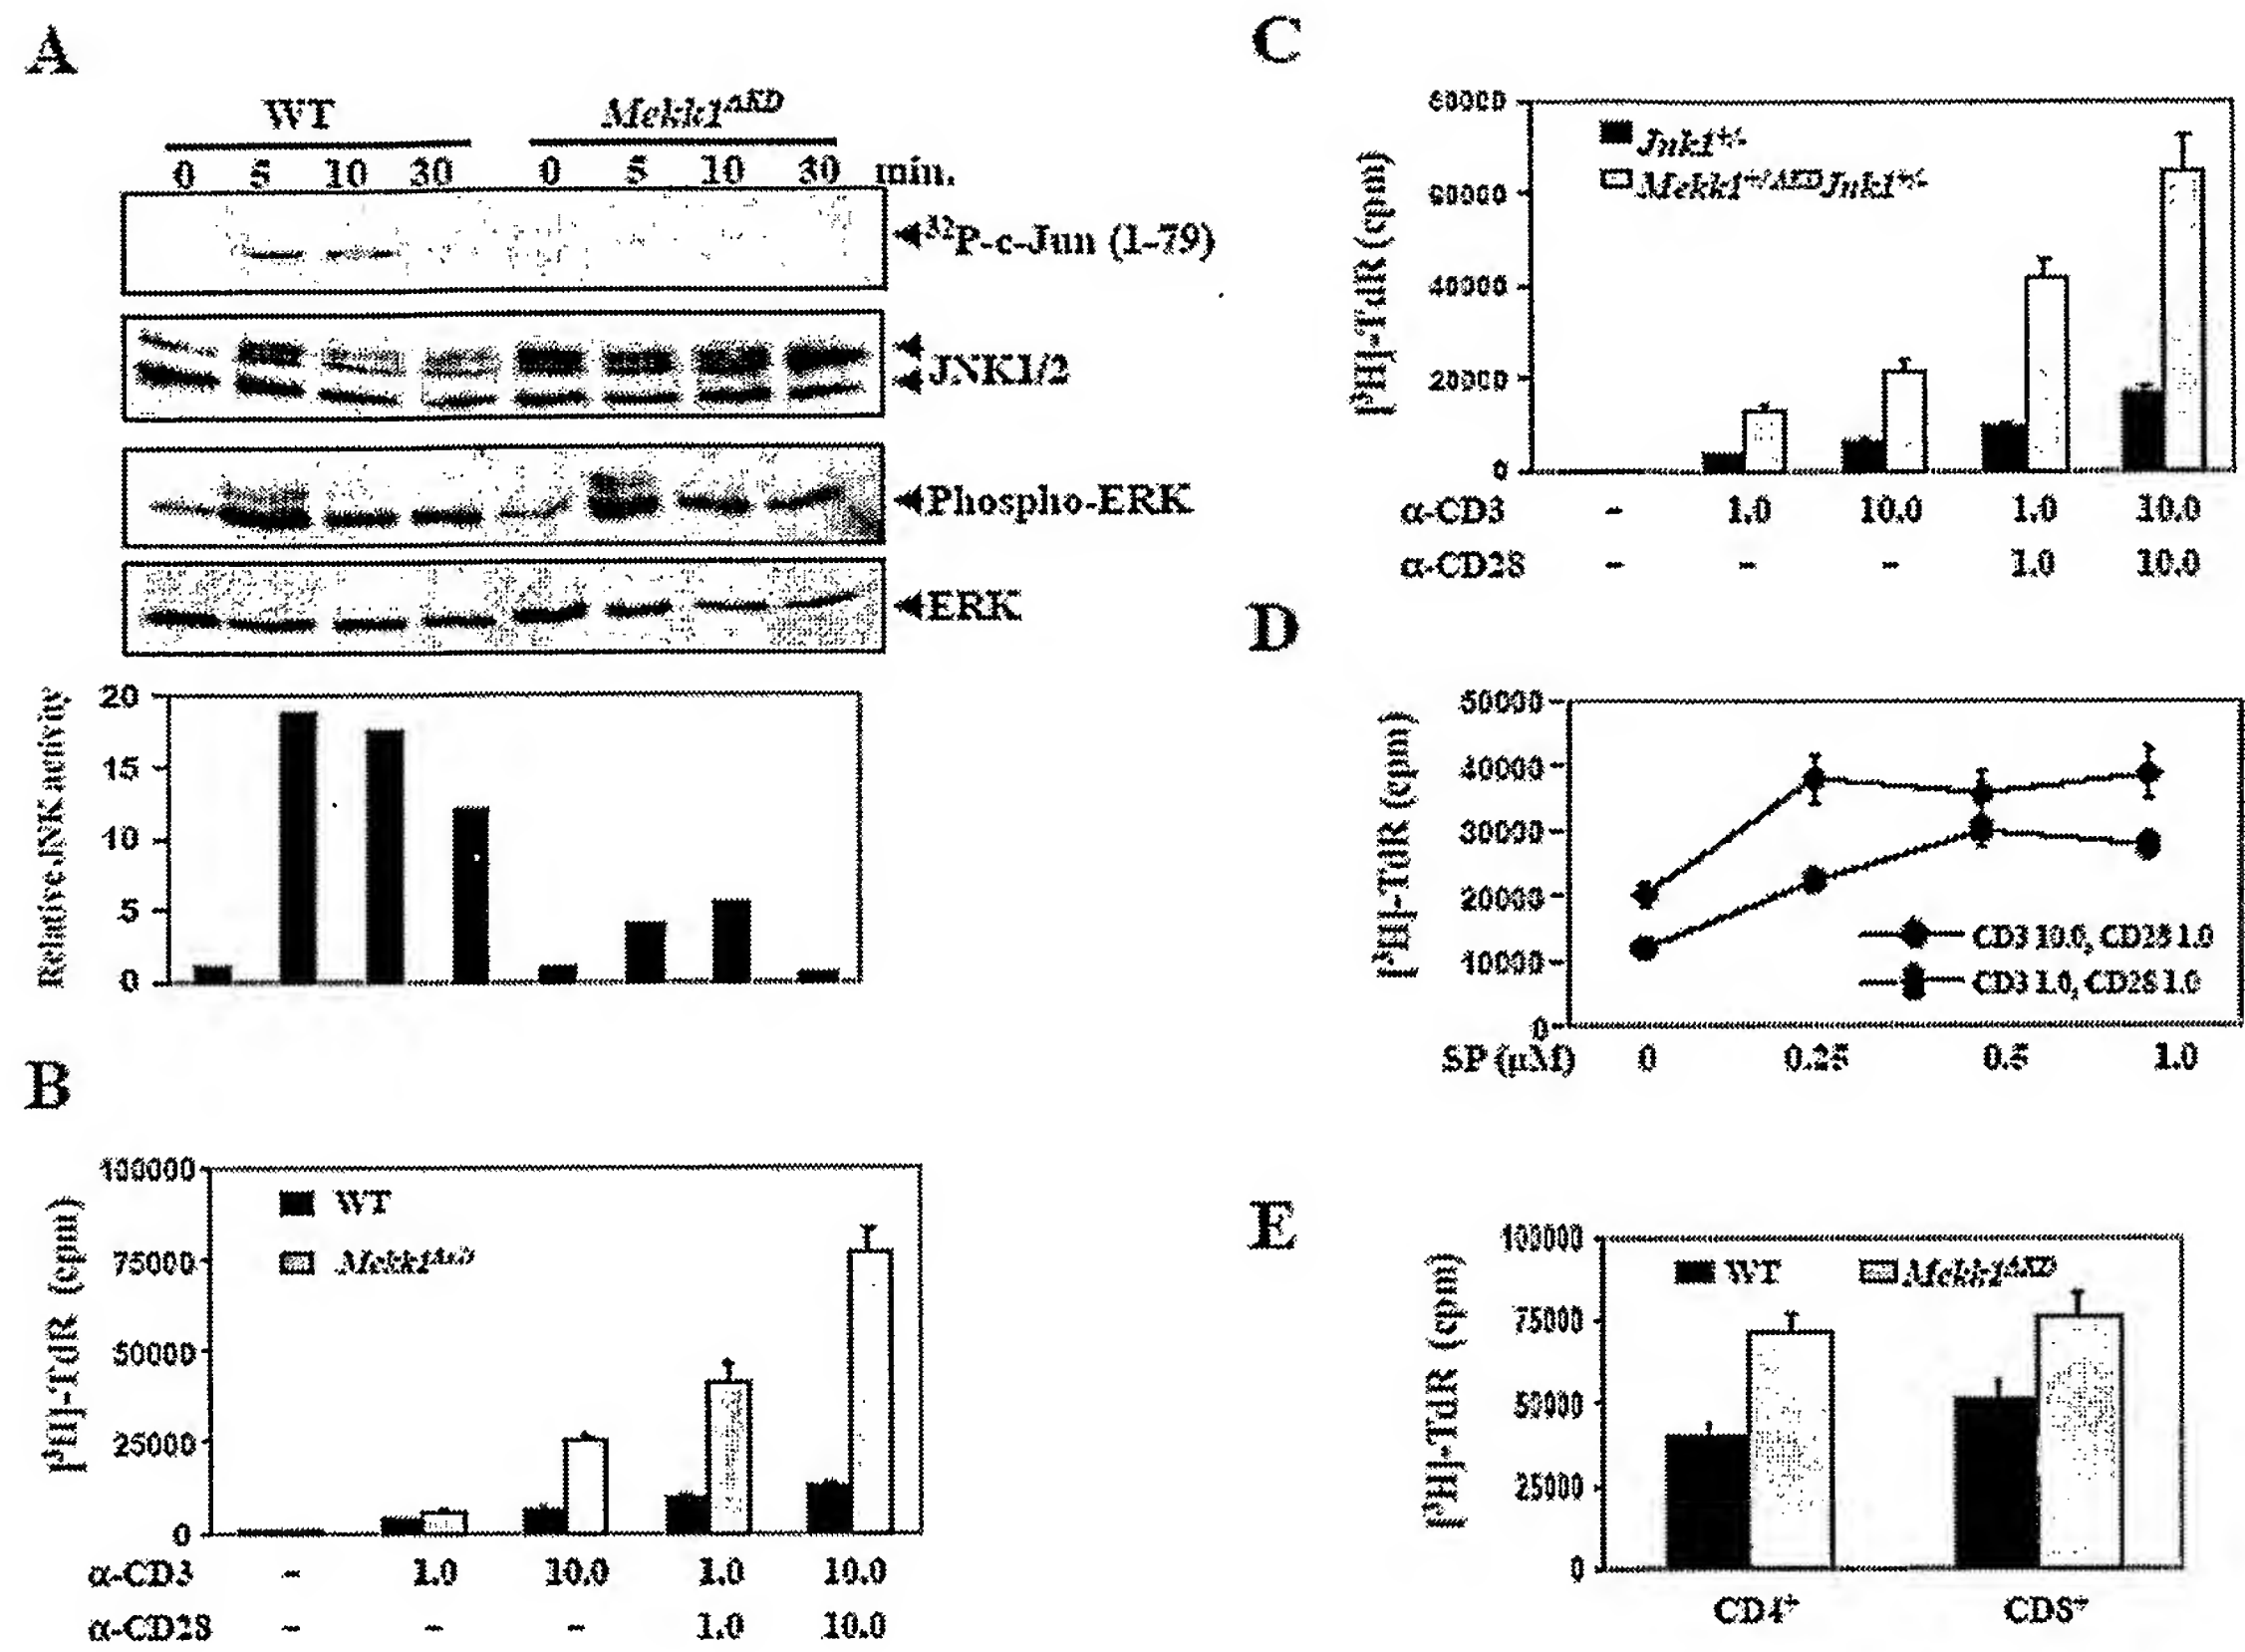 A
WT
Mekk1ΔKD
0 5 10 30 0 5 10 30 min.
32P-c-Jun (1-79)
JNK1/2
Phospho-ERK
ERK
Relative JNK activity
20
15
10
5
0
B
[3H]-TdR (cpm)
100000
75000
50000
25000
0
WT
Mekk1ΔKD
α-CD3 - 1.0 10.0 1.0 10.0
α-CD28 - - - 1.0 10.0
C
[3H]-TdR (cpm)
80000
60000
40000
20000
0
Jnk1+/-
Mekk1+/ΔKDJnk1+/-
α-CD3 - 1.0 10.0 1.0 10.0
α-CD28 - - - 1.0 10.0
D
[3H]-TdR (cpm)
50000
40000
30000
20000
10000
0
CD3 10.0, CD28 1.0
CD3 1.0, CD28 1.0
SP (µM) 0 0.25 0.5 1.0
E
[3H]-TdR (cpm)
100000
75000
50000
25000
0
WT Mekk1ΔKD
CD4+ CD8+